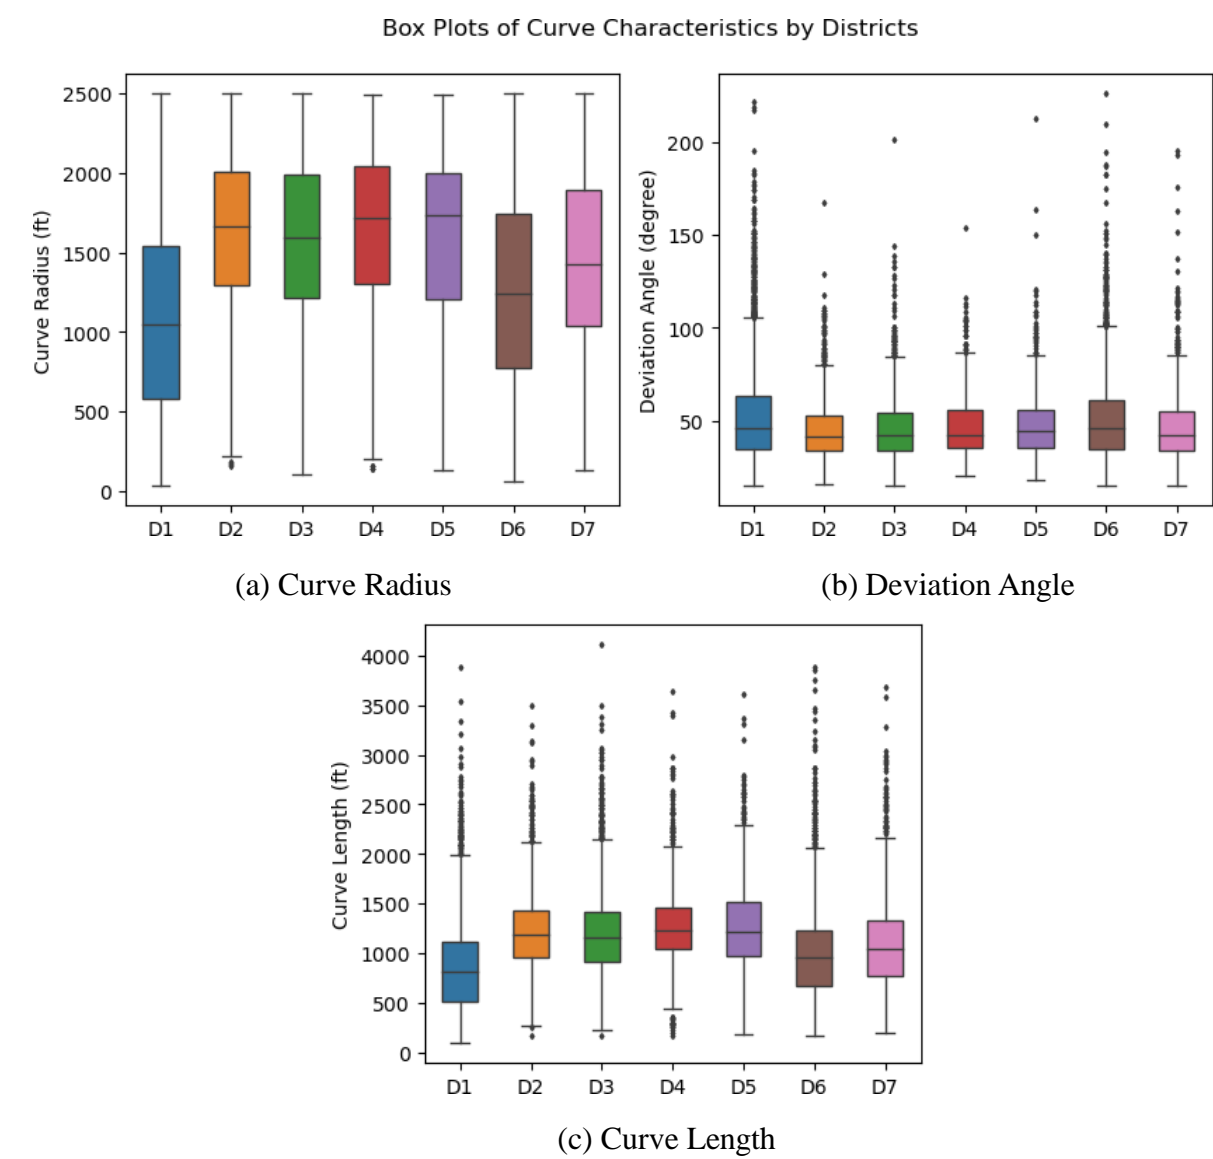 Box Plots of Curve Characteristics by Districts
Curve Radius (ft)
2500
2000
1500
1000
500
0
D1 D2 D3 D4 D5 D6 D7
Deviation Angle (degree)
200
150
100
50
D1 D2 D3 D4 D5 D6 D7
(a) Curve Radius
(b) Deviation Angle
Curve Length (ft)
4000
3500
3000
2500
2000
1500
1000
500
0
D1 D2 D3 D4 D5 D6 D7
(c) Curve Length